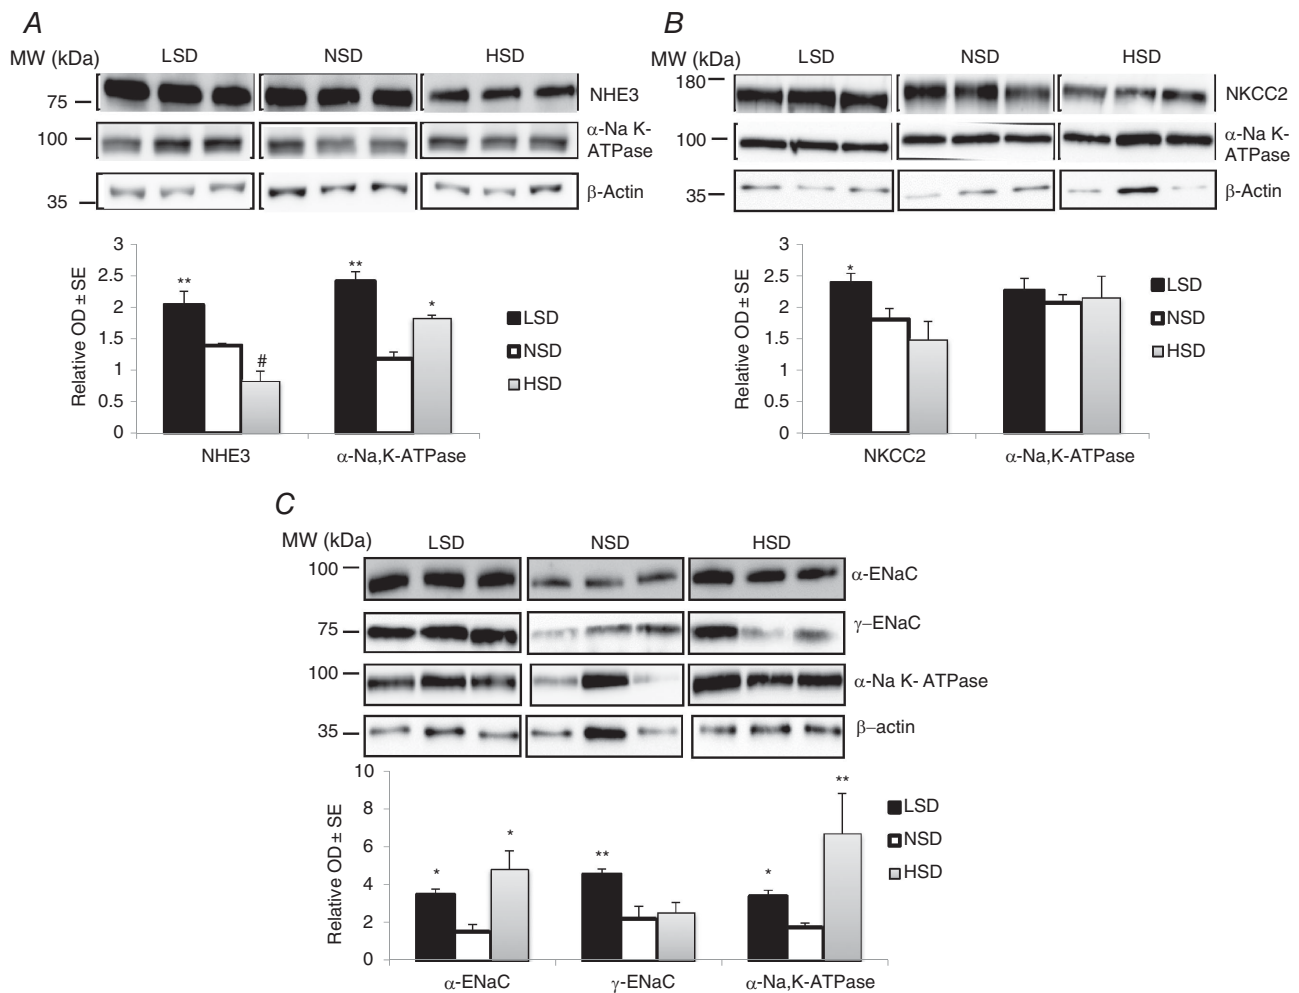 A
MW (kDa)
LSD
NSD
HSD
75
NHE3
100
α-Na K-
ATPase
35
β-Actin
3
2.5
2
1.5
1
0.5
0
Relative OD ± SE
**
#
**
*
NHE3
α-Na,K-ATPase
LSD
NSD
HSD
B
MW (kDa)
LSD
NSD
HSD
180
NKCC2
100
α-Na K-
ATPase
35
β-Actin
3
2.5
2
1.5
1
0.5
0
Relative OD ± SE
*
NKCC2
α-Na,K-ATPase
LSD
NSD
HSD
C
MW (kDa)
LSD
NSD
HSD
100
α-ENaC
75
γ–ENaC
100
α-Na K- ATPase
35
β–actin
10
8
6
4
2
0
Relative OD ± SE
*
*
**
*
**
α-ENaC
γ-ENaC
α-Na,K-ATPase
LSD
NSD
HSD